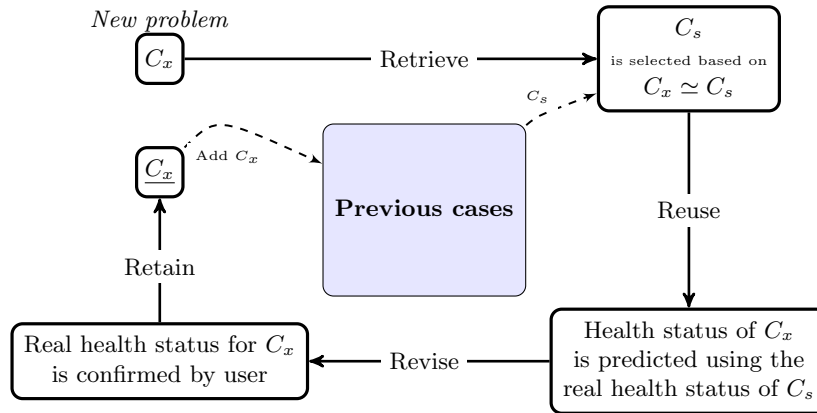 New problem
C_x
Retrieve
C_s
is selected based on
C_x ≃ C_s
C_s
C_x
Add C_x
Previous cases
Reuse
Retain
Real health status for C_x
is confirmed by user
Revise
Health status of C_x
is predicted using the
real health status of C_s